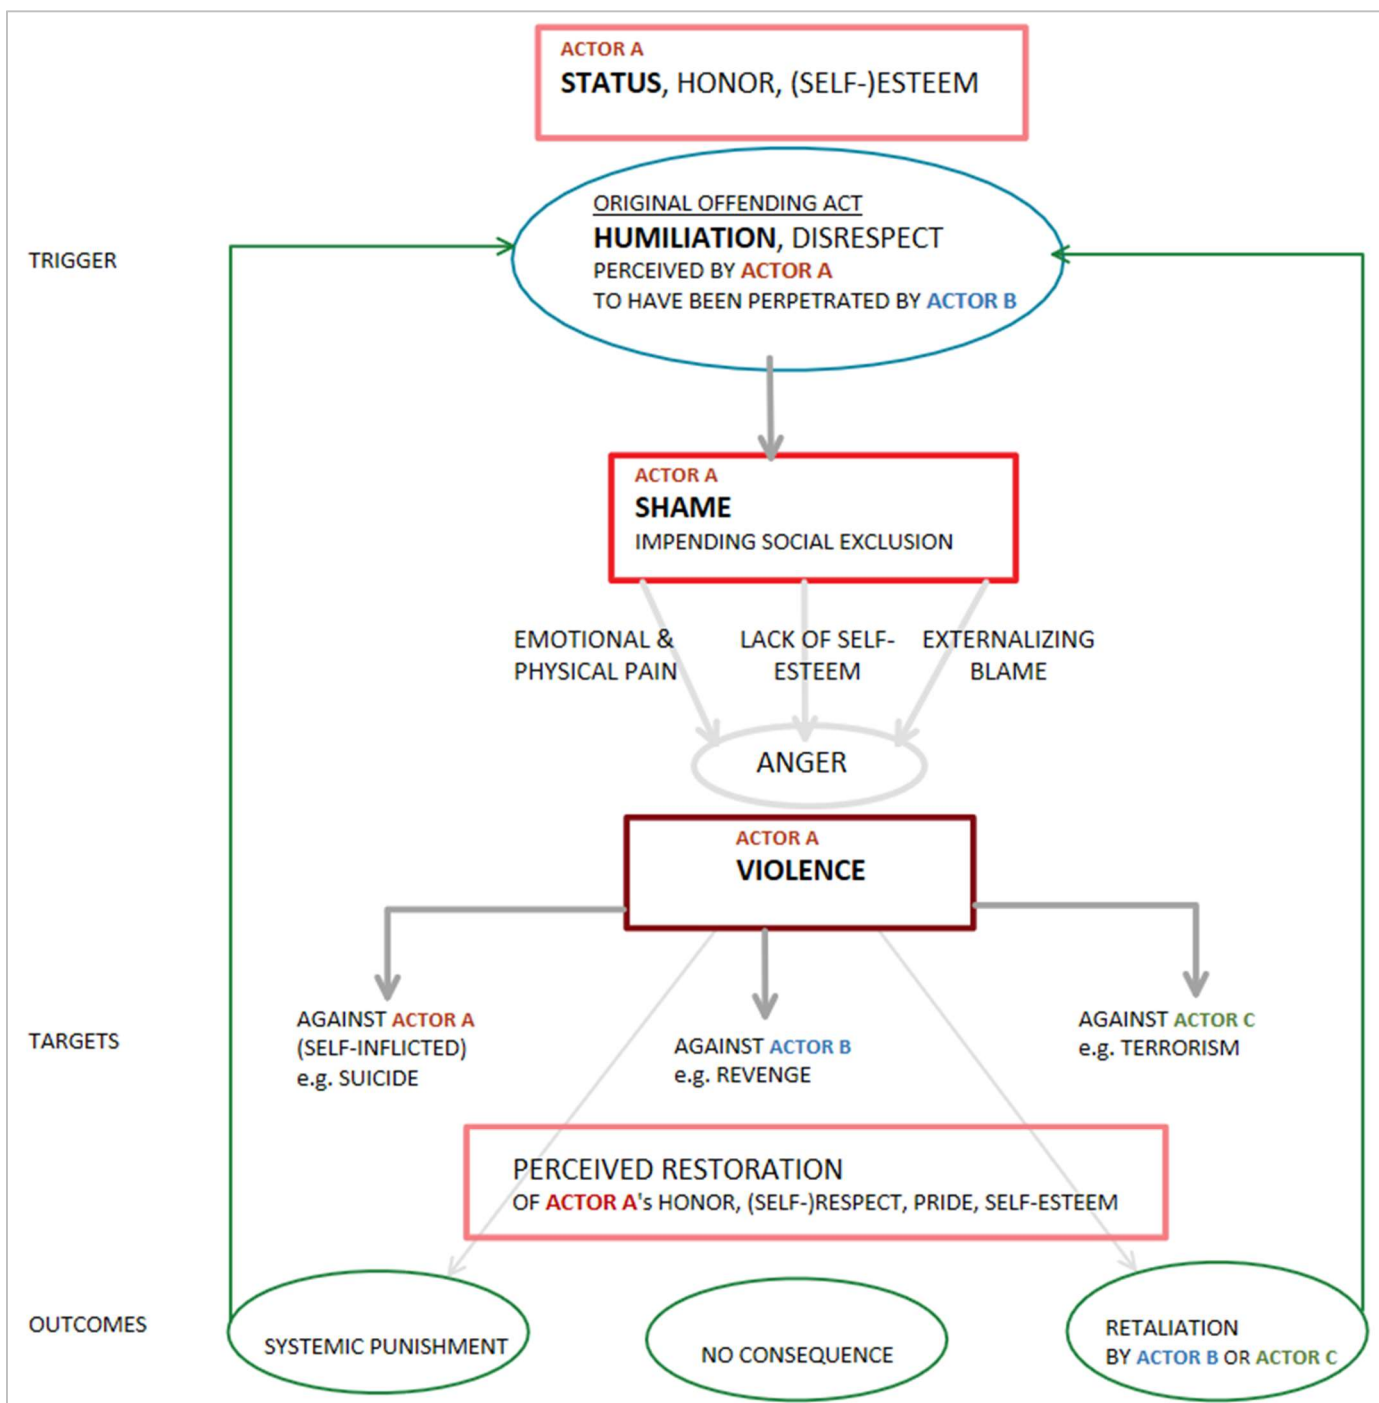 ACTOR A
STATUS, HONOR, (SELF-)ESTEEM
ORIGINAL OFFENDING ACT
HUMILIATION, DISRESPECT
TRIGGER
PERCEIVED BY ACTOR A
TO HAVE BEEN PERPETRATED BY ACTOR B
ACTOR A
SHAME
IMPENDING SOCIAL EXCLUSION
EMOTIONAL &
PHYSICAL PAIN
LACK OF SELF-
ESTEEM
EXTERNALIZING
BLAME
ANGER
ACTOR A
VIOLENCE
TARGETS
AGAINST ACTOR A
(SELF-INFLICTED)
e.g. SUICIDE
AGAINST ACTOR B
e.g. REVENGE
AGAINST ACTOR C
e.g. TERRORISM
PERCEIVED RESTORATION
OF ACTOR A's HONOR, (SELF-)RESPECT, PRIDE, SELF-ESTEEM
OUTCOMES
SYSTEMIC PUNISHMENT
NO CONSEQUENCE
RETALIATION
BY ACTOR B OR ACTOR C